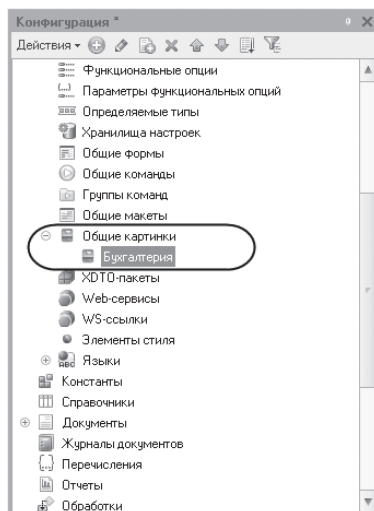 Конфигурация *
Действия
Функциональные опции
Параметры функциональных опций
Определяемые типы
Хранилища настроек
Общие формы
Общие команды
Группы команд
Общие макеты
Общие картинки
Бухгалтерия
XDTO-пакеты
Web-сервисы
WS-ссылки
Элементы стиля
Языки
Константы
Справочники
Документы
Журналы документов
Перечисления
Отчеты
Обработки